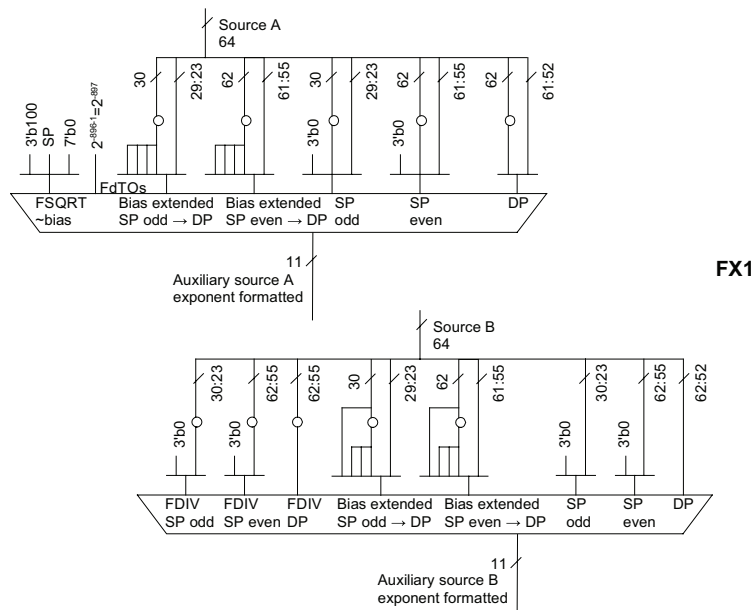 Source A
64
30
29:23
62
61:55
30
29:23
62
61:55
62
61:52
3'b100
SP
7'b0
2^-896-1=2^-897
3'b0
3'b0
FdTOs
FSQRT
~bias
Bias extended
SP odd → DP
Bias extended
SP even → DP
SP
odd
SP
even
DP
11
Auxiliary source A
exponent formatted
FX1
Source B
64
30:23
62:55
62:55
30
29:23
62
61:55
30:23
62:55
62:52
3'b0
3'b0
3'b0
3'b0
FDIV
SP odd
FDIV
SP even
FDIV
DP
Bias extended
SP odd → DP
Bias extended
SP even → DP
SP
odd
SP
even
DP
11
Auxiliary source B
exponent formatted